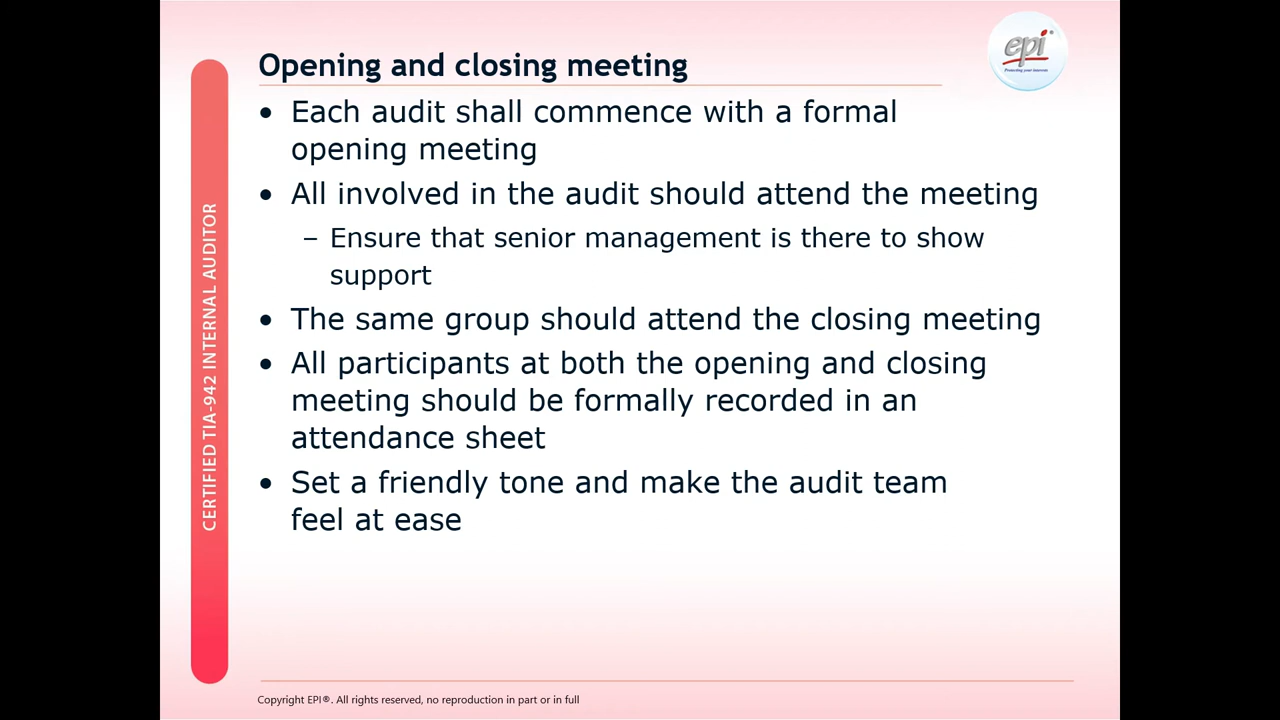 Opening and closing meeting
epi®
Protecting your interests
• Each audit shall commence with a formal
opening meeting
• All involved in the audit should attend the meeting
– Ensure that senior management is there to show
support
• The same group should attend the closing meeting
• All participants at both the opening and closing
meeting should be formally recorded in an
attendance sheet
• Set a friendly tone and make the audit team
feel at ease
CERTIFIED TIA-942 INTERNAL AUDITOR
Copyright EPI®. All rights reserved, no reproduction in part or in full